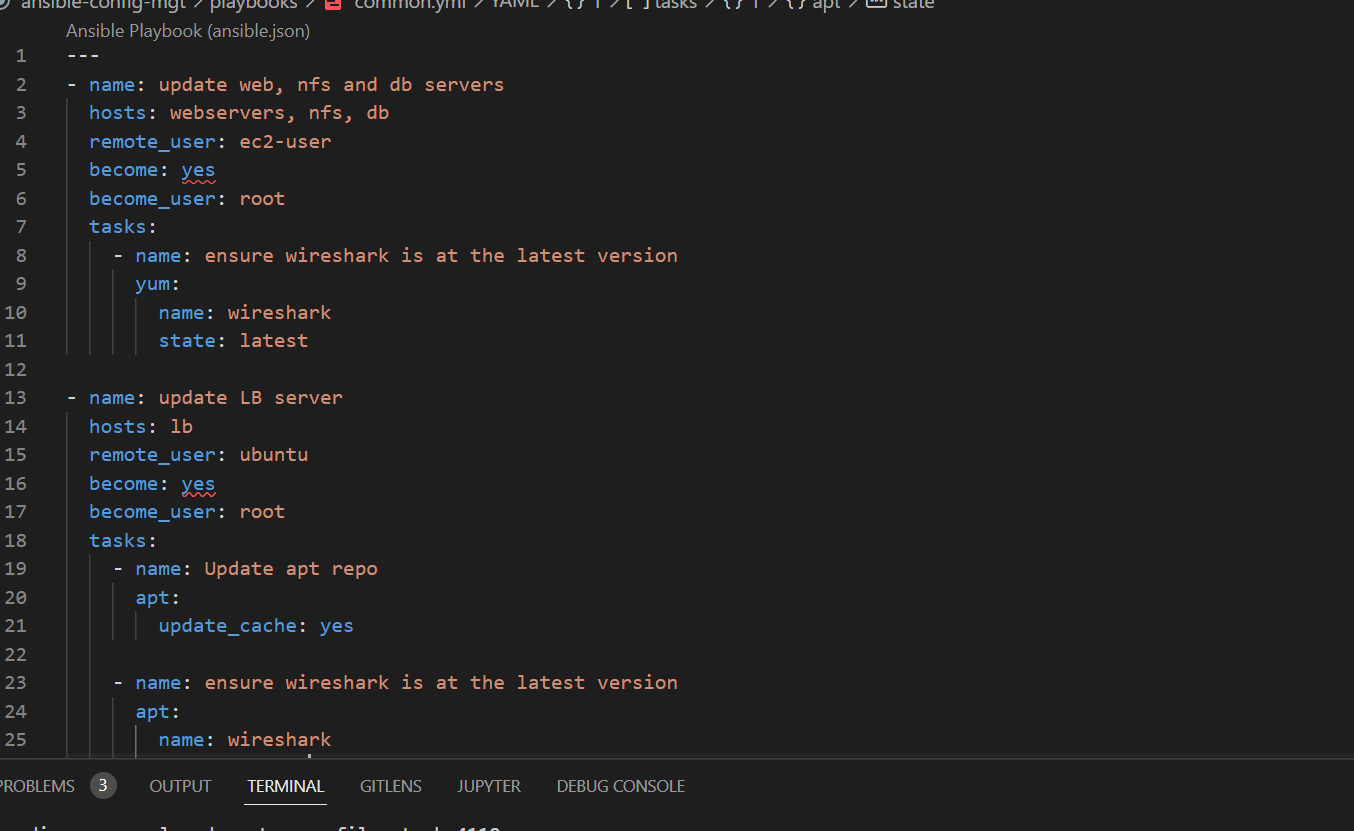 ansible-config-mgt > playbooks > common.yml > YAML > {} 1 > [ ] tasks > {} 1 > {} apt > state
Ansible Playbook (ansible.json)
1 ---
2 - name: update web, nfs and db servers
3 hosts: webservers, nfs, db
4 remote_user: ec2-user
5 become: yes
6 become_user: root
7 tasks:
8 - name: ensure wireshark is at the latest version
9 yum:
10 name: wireshark
11 state: latest
12
13 - name: update LB server
14 hosts: lb
15 remote_user: ubuntu
16 become: yes
17 become_user: root
18 tasks:
19 - name: Update apt repo
20 apt:
21 update_cache: yes
22
23 - name: ensure wireshark is at the latest version
24 apt:
25 name: wireshark
PROBLEMS 3 OUTPUT TERMINAL GITLENS JUPYTER DEBUG CONSOLE